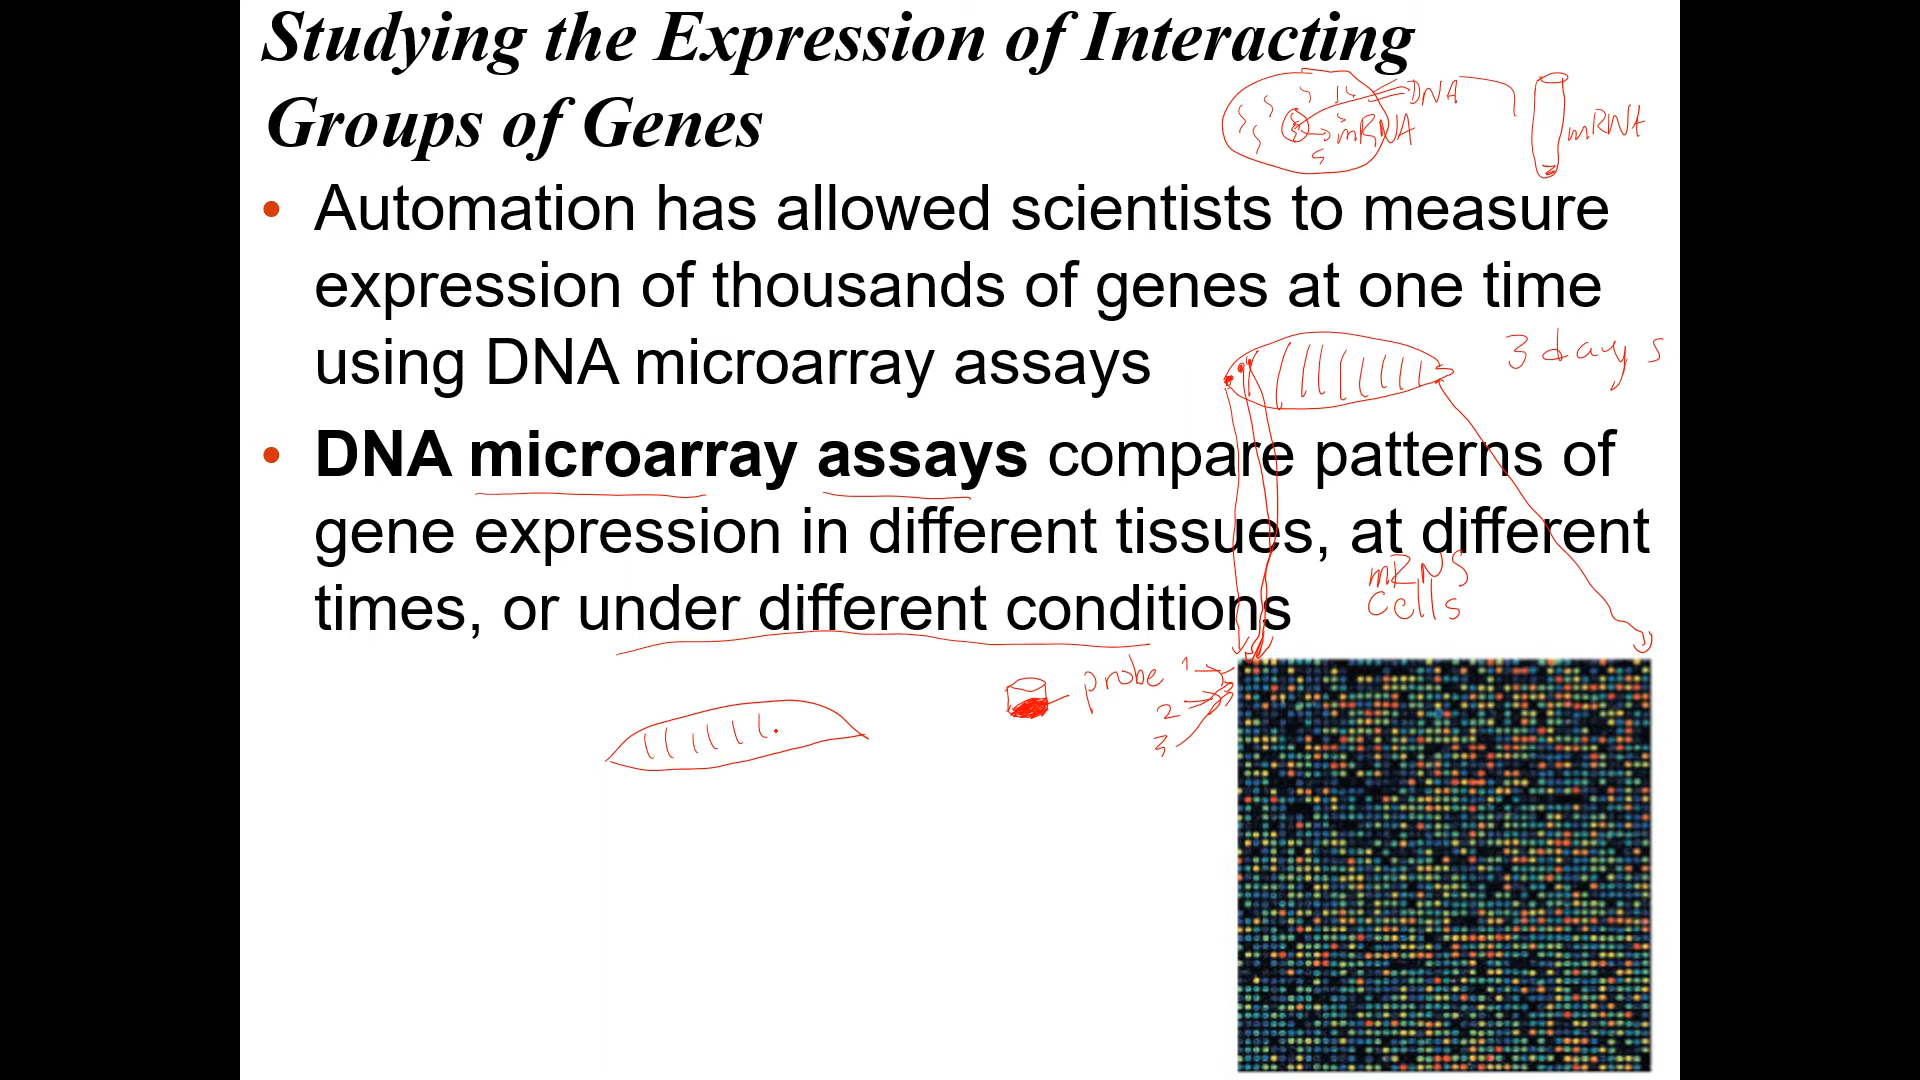 Studying the Expression of Interacting
Groups of Genes
DNA
mRNA
mRNA
• Automation has allowed scientists to measure
expression of thousands of genes at one time
using DNA microarray assays
3 days
• DNA microarray assays compare patterns of
gene expression in different tissues, at different
times, or under different conditions
mRNS
cells
probe 1
2
3